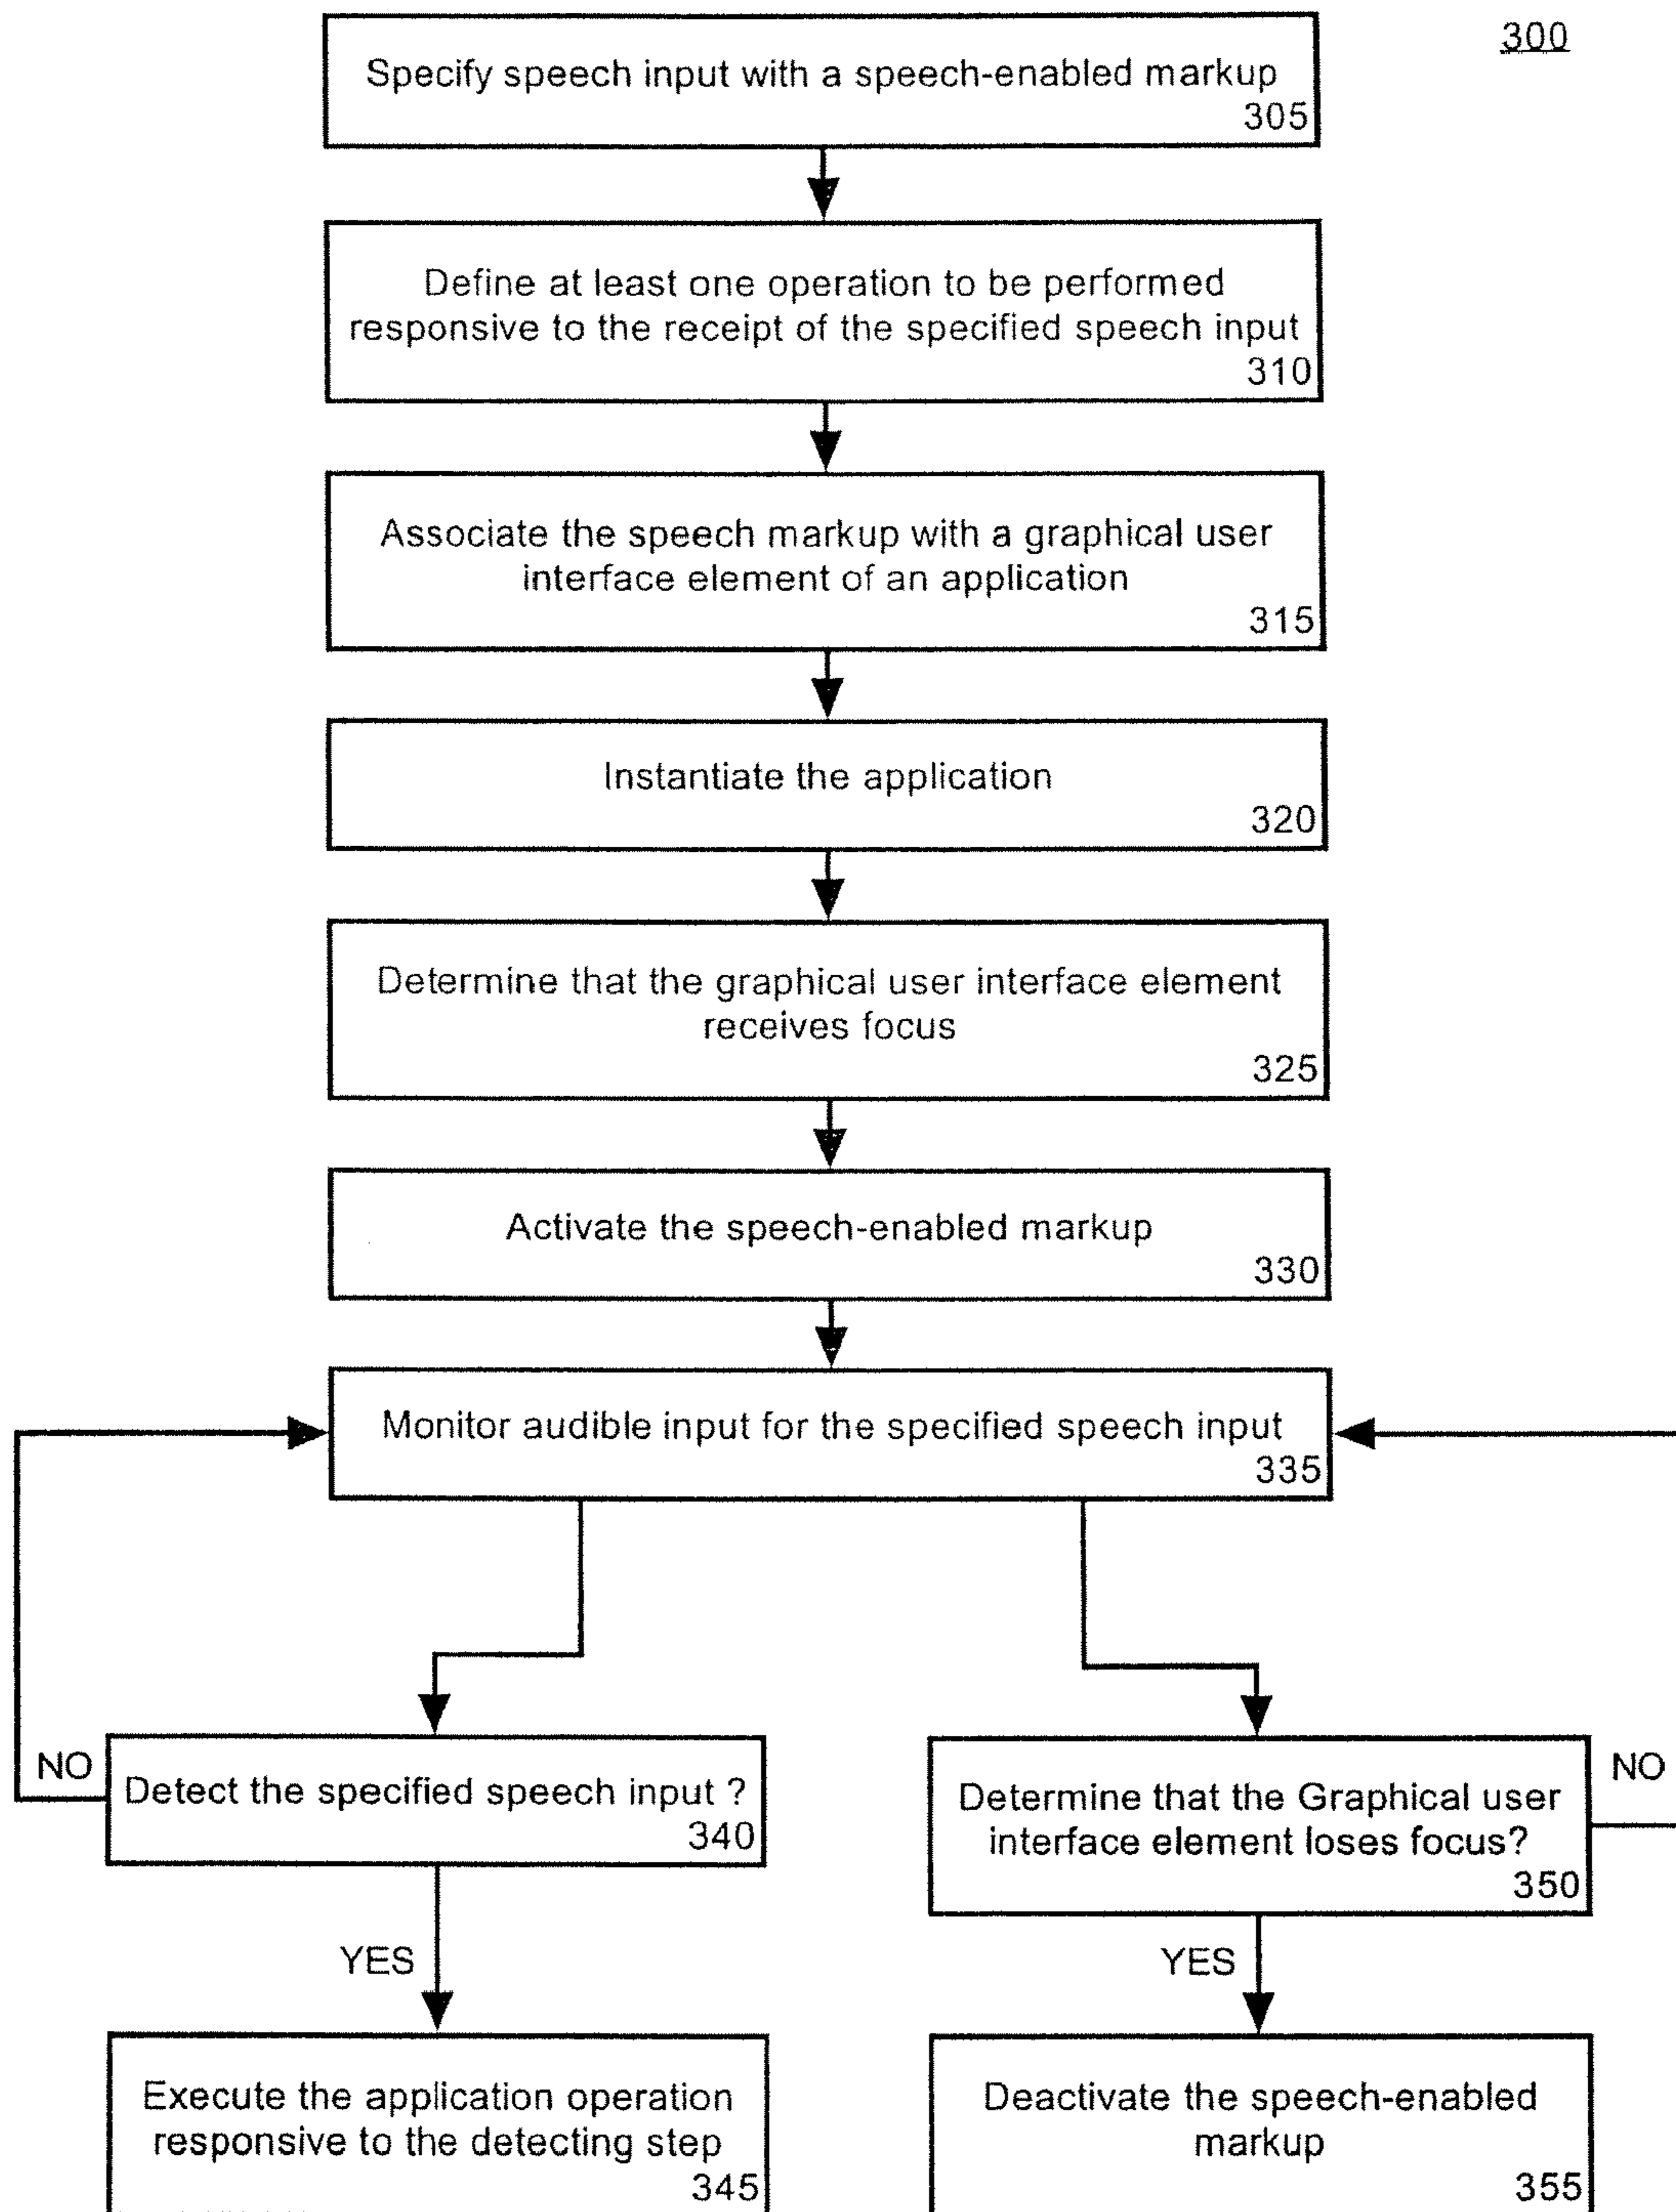 300
Specify speech input with a speech-enabled markup
305
Define at least one operation to be performed
responsive to the receipt of the specified speech input
310
Associate the speech markup with a graphical user
interface element of an application
315
Instantiate the application
320
Determine that the graphical user interface element
receives focus
325
Activate the speech-enabled markup
330
Monitor audible input for the specified speech input
335
NO
Detect the specified speech input ?
340
YES
Execute the application operation
responsive to the detecting step
345
NO
Determine that the Graphical user
interface element loses focus?
350
YES
Deactivate the speech-enabled
markup
355